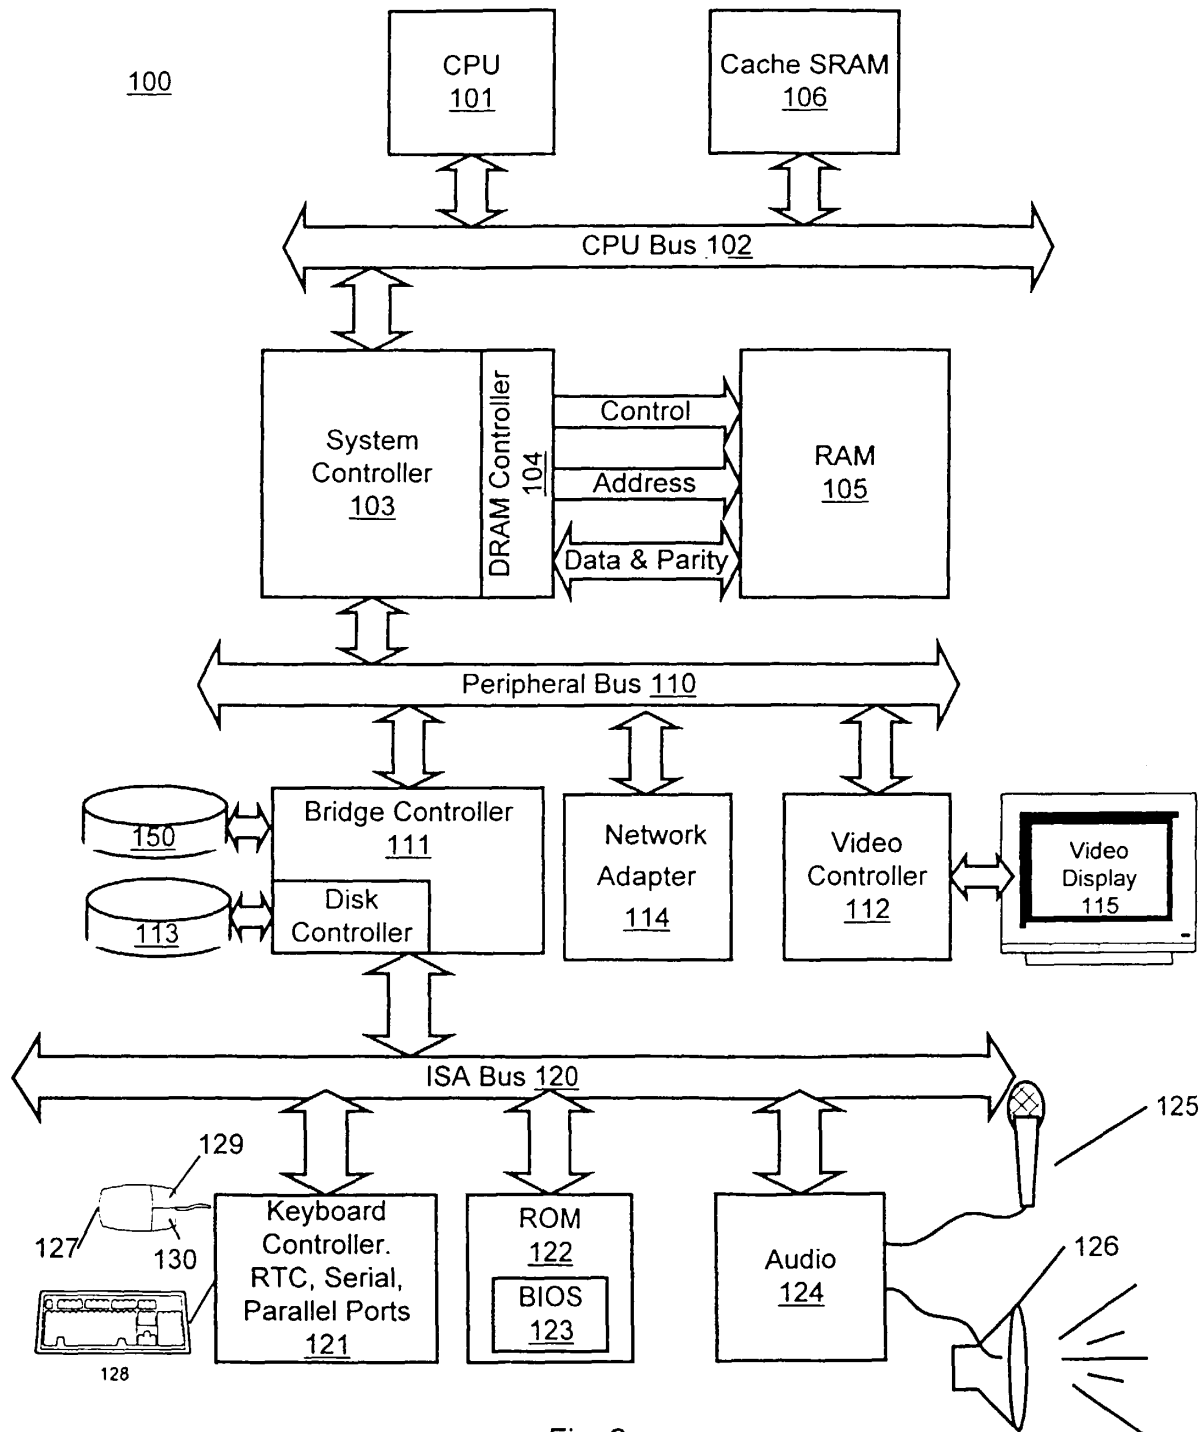 100
CPU
101
Cache SRAM
106
CPU Bus 102
System
Controller
103
DRAM Controller
104
Control
Address
Data & Parity
RAM
105
Peripheral Bus 110
150
113
Bridge Controller
111
Disk
Controller
Network
Adapter
114
Video
Controller
112
Video
Display
115
ISA Bus 120
125
129
127
130
128
Keyboard
Controller.
RTC, Serial,
Parallel Ports
121
ROM
122
BIOS
123
Audio
124
126